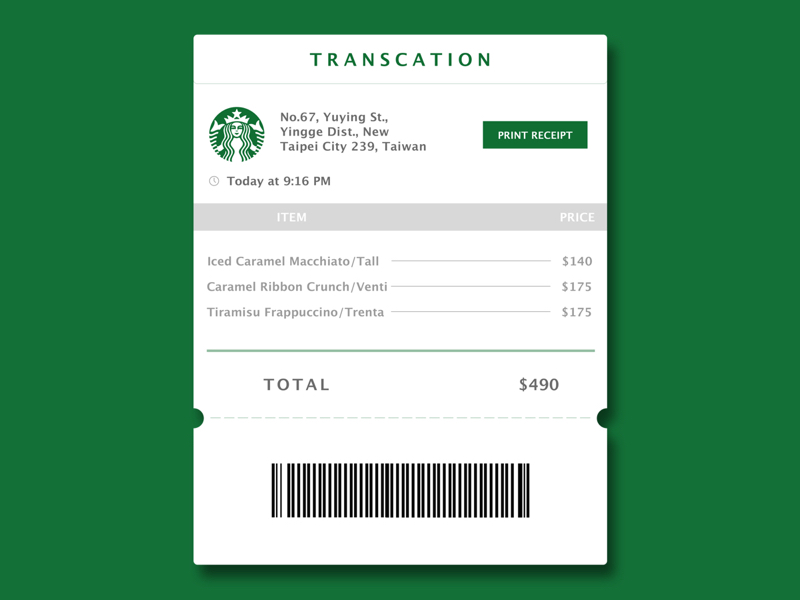 TRANSCATION
No.67, Yuying St.,
Yingge Dist., New
Taipei City 239, Taiwan
PRINT RECEIPT
Today at 9:16 PM
ITEM PRICE
Iced Caramel Macchiato/Tall $140
Caramel Ribbon Crunch/Venti $175
Tiramisu Frappuccino/Trenta $175
TOTAL $490